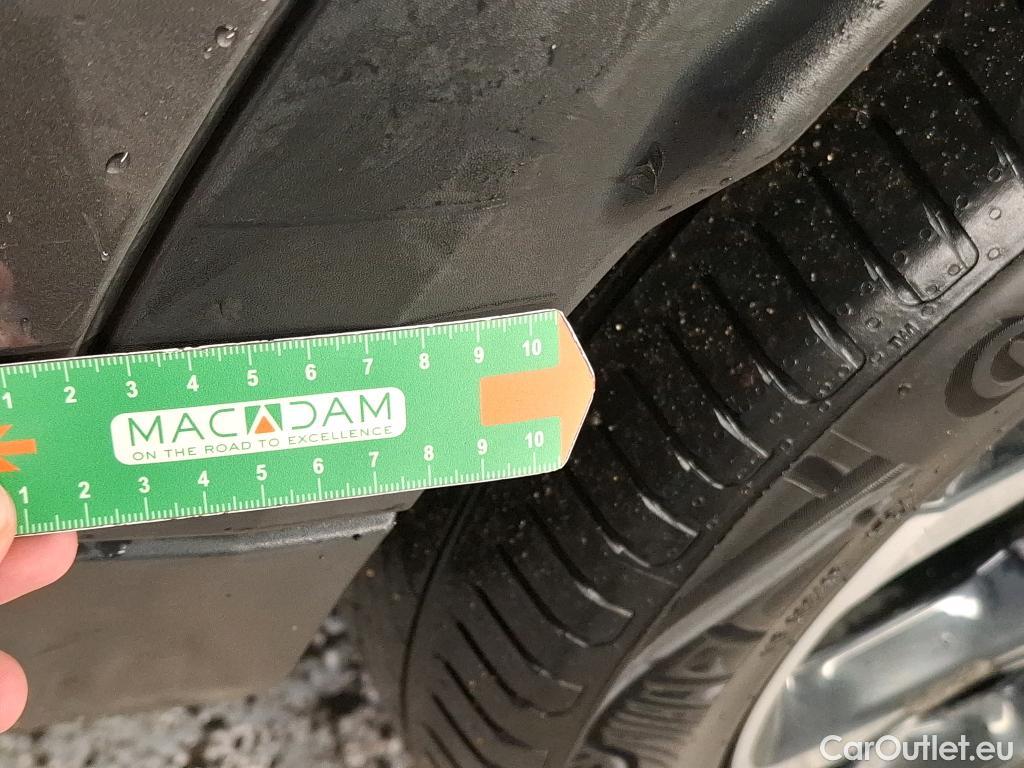 1 2 3 4 5 6 7 8 9 10
MACADAM
ON THE ROAD TO EXCELLENCE
1 2 3 4 5 6 7 8 9 10
CarOutlet.eu